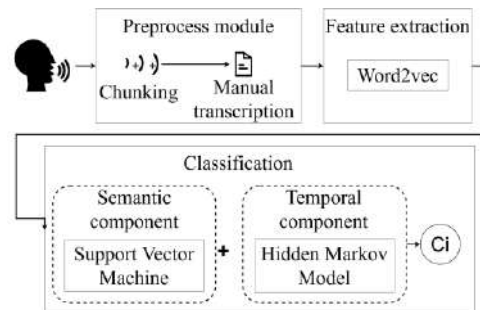 Preprocess module
Chunking
Manual
transcription
Feature extraction
Word2vec
Classification
Semantic
component
Support Vector
Machine
+
Temporal
component
Hidden Markov
Model
Ci